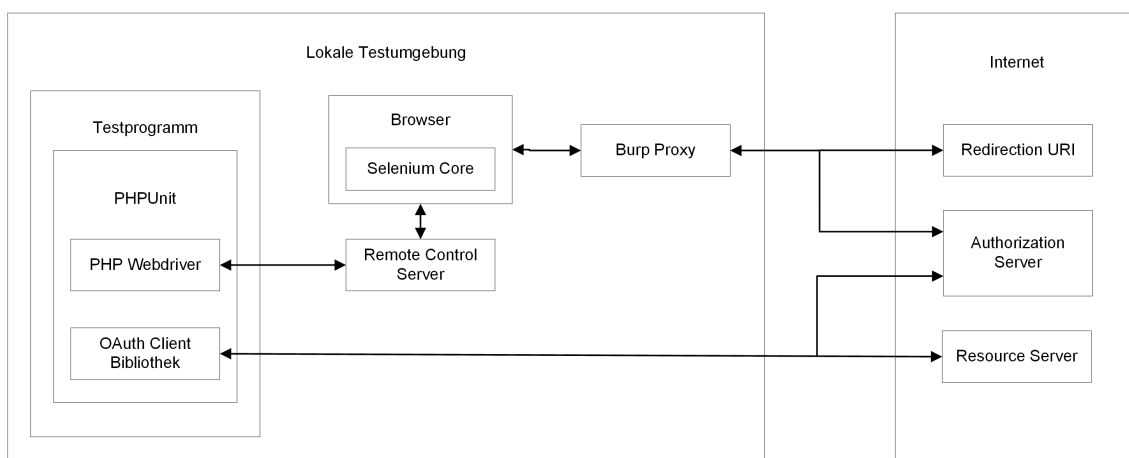 Lokale Testumgebung
Internet
Testprogramm
PHPUnit
PHP Webdriver
OAuth Client
Bibliothek
Browser
Selenium Core
Remote Control
Server
Burp Proxy
Redirection URI
Authorization
Server
Resource Server